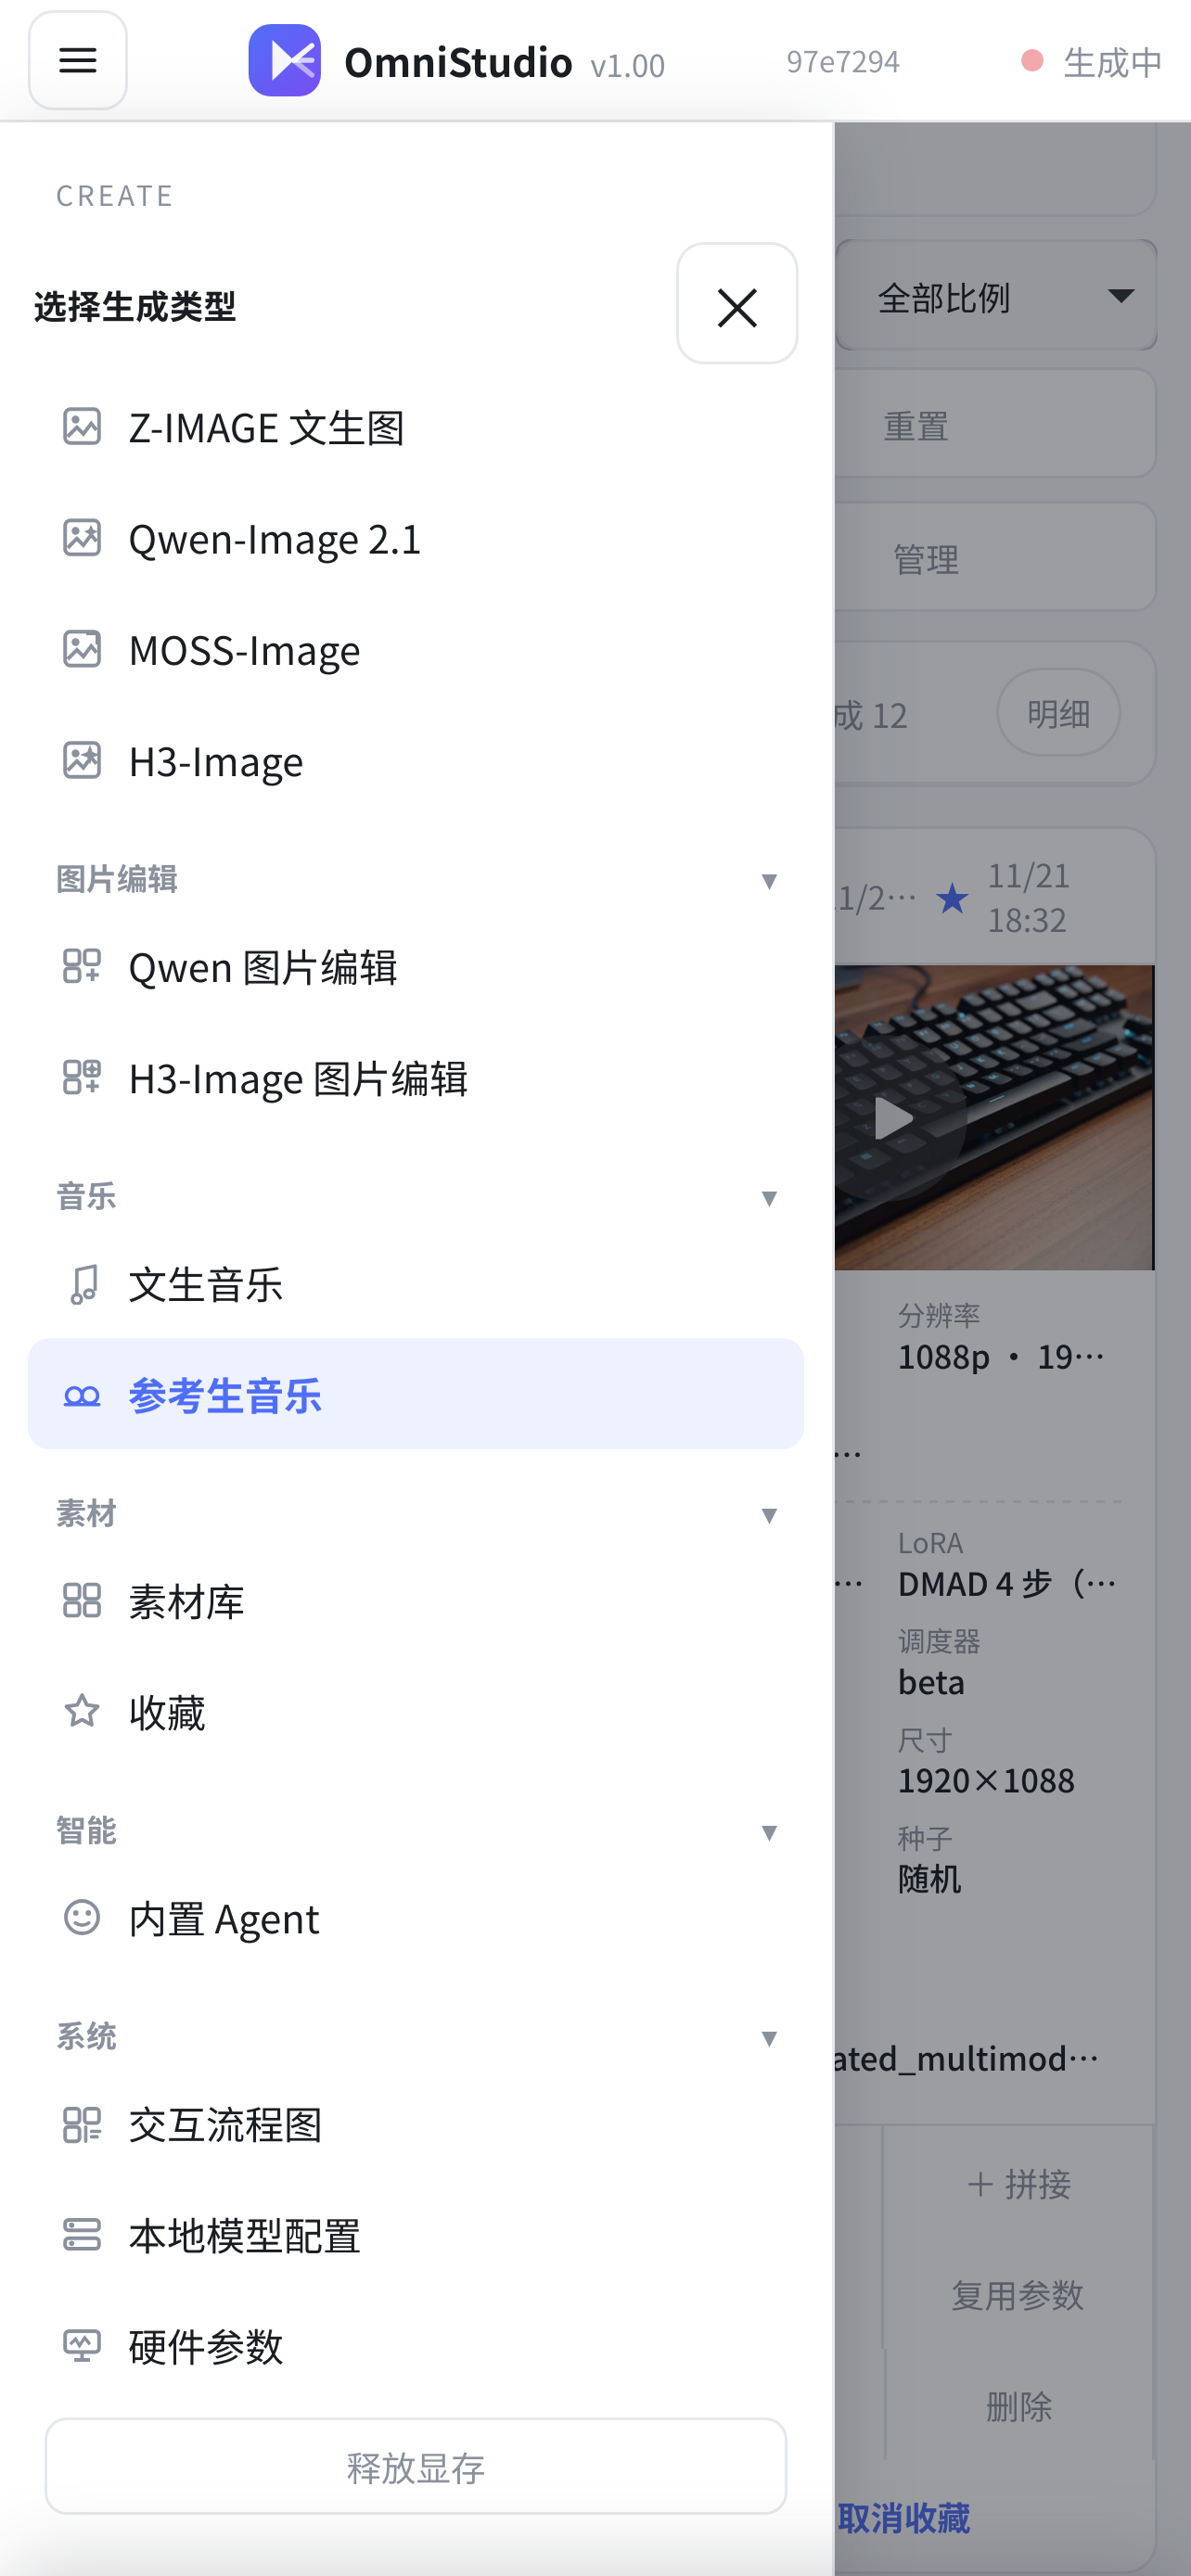 OmniStudio v1.00 97e7294 生成中
CREATE
选择生成类型
Z-IMAGE 文生图
Qwen-Image 2.1
MOSS-Image
H3-Image
图片编辑
Qwen 图片编辑
H3-Image 图片编辑
音乐
文生音乐
参考生音乐
素材
素材库
收藏
智能
内置 Agent
系统
交互流程图
本地模型配置
硬件参数
释放显存
全部比例
重置
管理
成 12 明细
1/2…
11/21
18:32
分辨率
1088p · 19…
…
LoRA
… DMAD 4 步（…
调度器
beta
尺寸
1920×1088
种子
随机
ated_multimod…
＋ 拼接
复用参数
删除
取消收藏